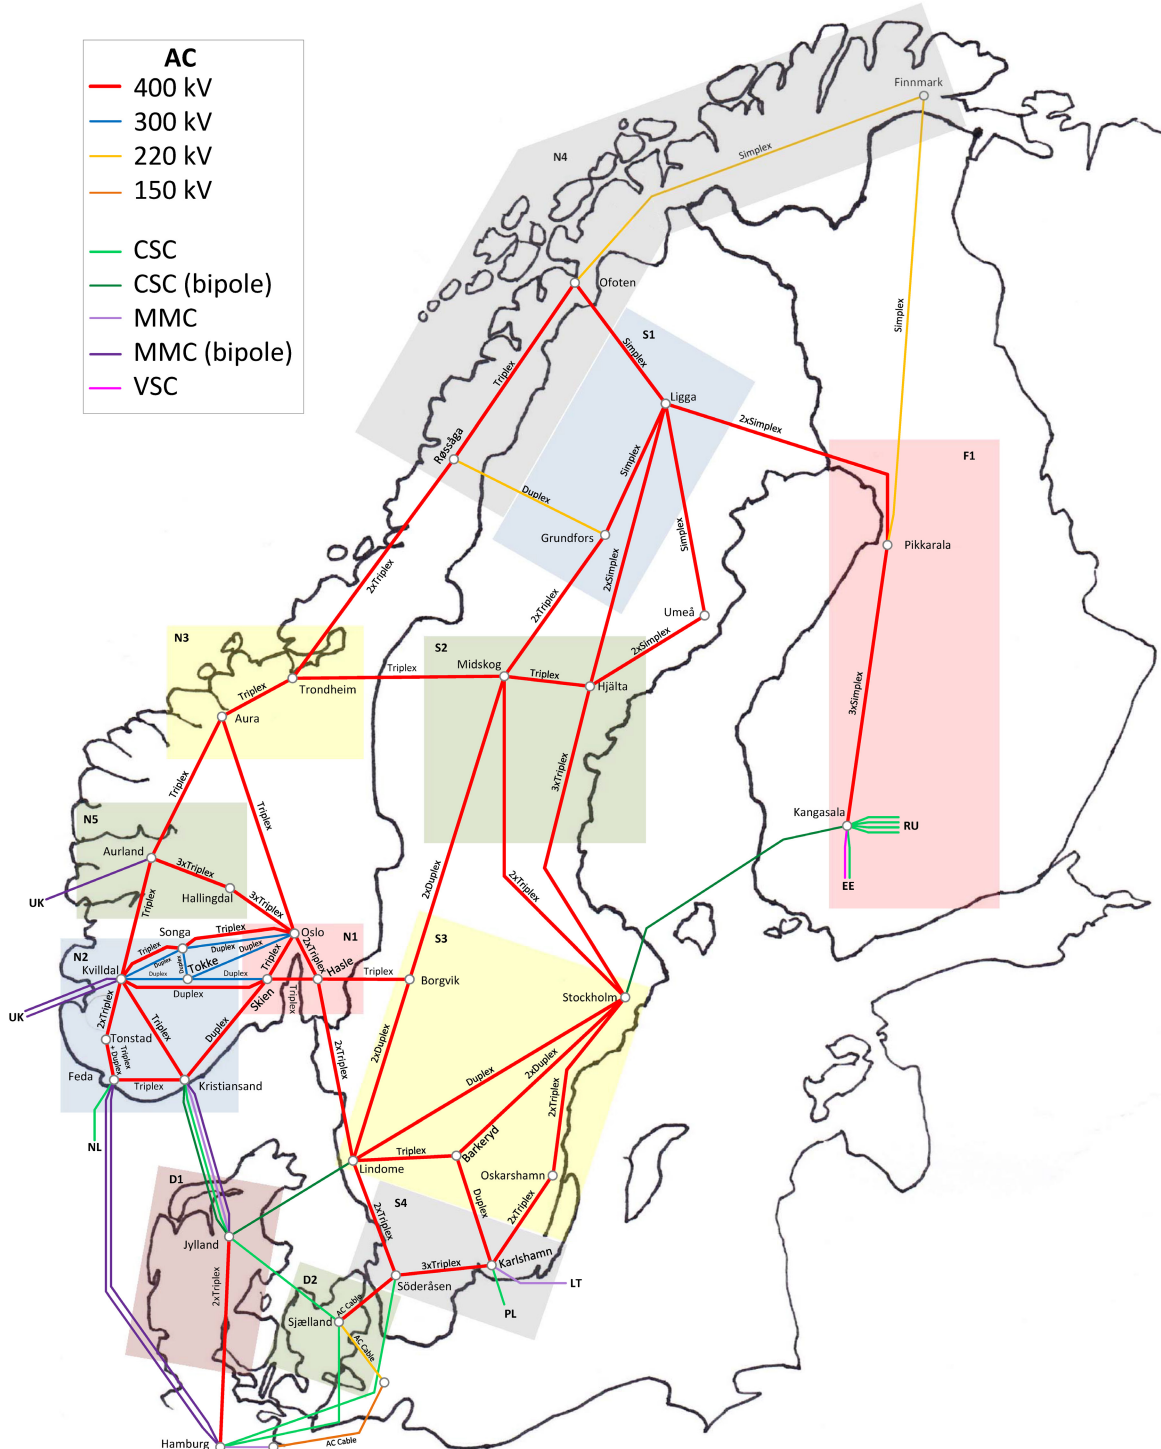 AC
400 kV
300 kV
220 kV
150 kV
CSC
CSC (bipole)
MMC
MMC (bipole)
VSC
Finnmark
N4
Simplex
Ofoten
Simplex
S1
Simplex
Triplex
Ligga
2xSimplex
Røssåga
Simplex
F1
Duplex
Simplex
Grundfors
Pikkarala
2xTriplex
2xSimplex
2xTriplex
Umeå
N3
S2
2xSimplex
Midskog
Triplex
Triplex
Hjälta
Trondheim
Triplex
3xSimplex
Aura
Triplex
3xTriplex
Triplex
N5
Kangasala
RU
Aurland
3xTriplex
2xDuplex
2xTriplex
EE
Hallingdal
UK
Triplex
3xTriplex
Songa
Triplex
Oslo
N1
S3
N2
Triplex
Duplex
Duplex
2xTriplex
Tokke
Duplex
Duplex
Triplex
Hasle
Kvilldal
Duplex
Duplex
Triplex
Borgvik
Duplex
Skien
Triplex
Stockholm
UK
2xTriplex
Triplex
Duplex
Tonstad
2xTriplex
2xDuplex
Triplex
+ Duplex
Duplex
2xDuplex
Feda
Triplex
Kristiansand
2xTriplex
NL
Triplex
Barkeryd
Lindome
D1
Oskarshamn
S4
2xTriplex
Duplex
2xTriplex
Jylland
Karlshamn
3xTriplex
2xTriplex
D2
Söderåsen
LT
AC Cable
PL
Sjælland
AC Cable
Hamburg
AC Cable